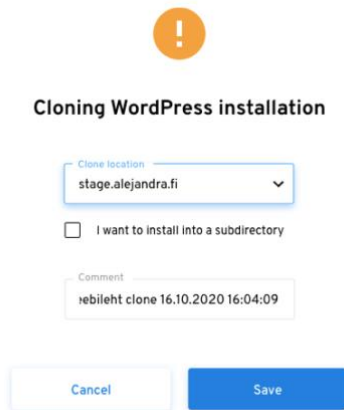 !
Cloning WordPress installation
Clone location
stage.alejandra.fi
I want to install into a subdirectory
Comment
eebileht clone 16.10.2020 16:04:09
Cancel
Save